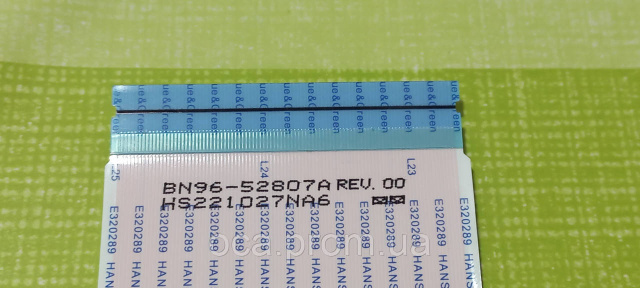 ue&Green ue&Green ue&Green ue&Green ue&Green ue&Green ue&Green ue&Green ue&Green ue&Green ue&Green ue&Green ue&Green ue&Green ue&Green
L25 L24 L23
BN96-52807A REV. 00
HS221027NA6
E320289 HANS E320289 HANS E320289 HANS E320289 HANS E320289 HANS E320289 HANS E320289 HANS E320289 HANS E320289 HANS E320289 HANS E320289 HANS E320289 HANS
oca.prom.ua